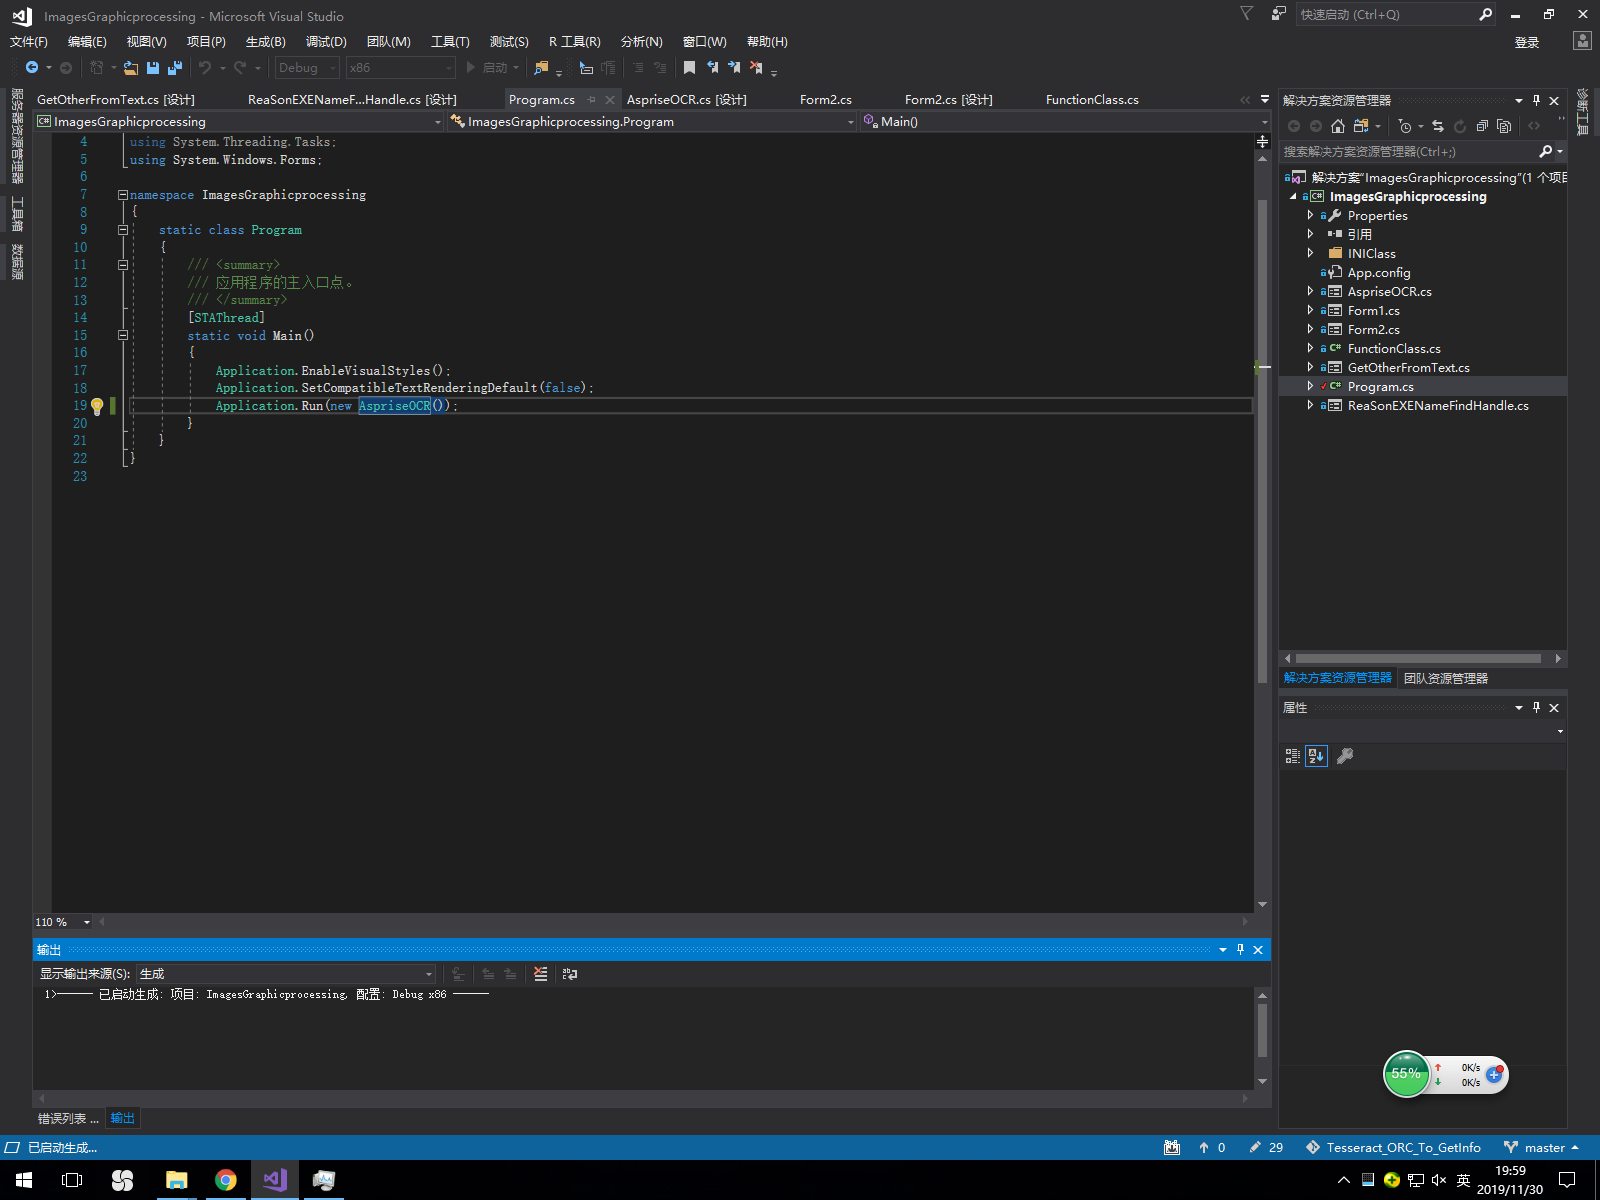 ImagesGraphicprocessing - Microsoft Visual Studio
快速启动 (Ctrl+Q)
文件(F) 编辑(E) 视图(V) 项目(P) 生成(B) 调试(D) 团队(M) 工具(T) 测试(S) R 工具(R) 分析(N) 窗口(W) 帮助(H)
登录
Debug x86 启动
服务器资源管理器
工具箱
数据源
GetOtherFromText.cs [设计] ReaSonEXENameF...Handle.cs [设计] Program.cs AspriseOCR.cs [设计] Form2.cs Form2.cs [设计] FunctionClass.cs
ImagesGraphicprocessing ImagesGraphicprocessing.Program Main()
4 using System.Threading.Tasks;
5 using System.Windows.Forms;
6
7 namespace ImagesGraphicprocessing
8 {
9 static class Program
10 {
11 /// <summary>
12 /// 应用程序的主入口点。
13 /// </summary>
14 [STAThread]
15 static void Main()
16 {
17 Application.EnableVisualStyles();
18 Application.SetCompatibleTextRenderingDefault(false);
19 Application.Run(new AspriseOCR());
20 }
21 }
22 }
23
110 %
输出
显示输出来源(S): 生成
1>------ 已启动生成: 项目: ImagesGraphicprocessing, 配置: Debug x86 ------
错误列表 ... 输出
解决方案资源管理器
搜索解决方案资源管理器(Ctrl+;)
解决方案"ImagesGraphicprocessing"(1 个项目
ImagesGraphicprocessing
Properties
引用
INIClass
App.config
AspriseOCR.cs
Form1.cs
Form2.cs
FunctionClass.cs
GetOtherFromText.cs
Program.cs
ReaSonEXENameFindHandle.cs
解决方案资源管理器 团队资源管理器
属性
诊断工具
55% 0K/s
0K/s
已启动生成... 0 29 Tesseract_ORC_To_GetInfo master
英
19:59
2019/11/30